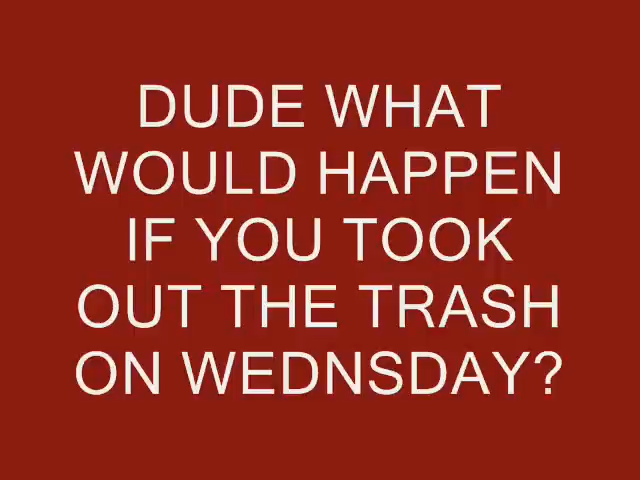 DUDE WHAT
WOULD HAPPEN
IF YOU TOOK
OUT THE TRASH
ON WEDNSDAY?